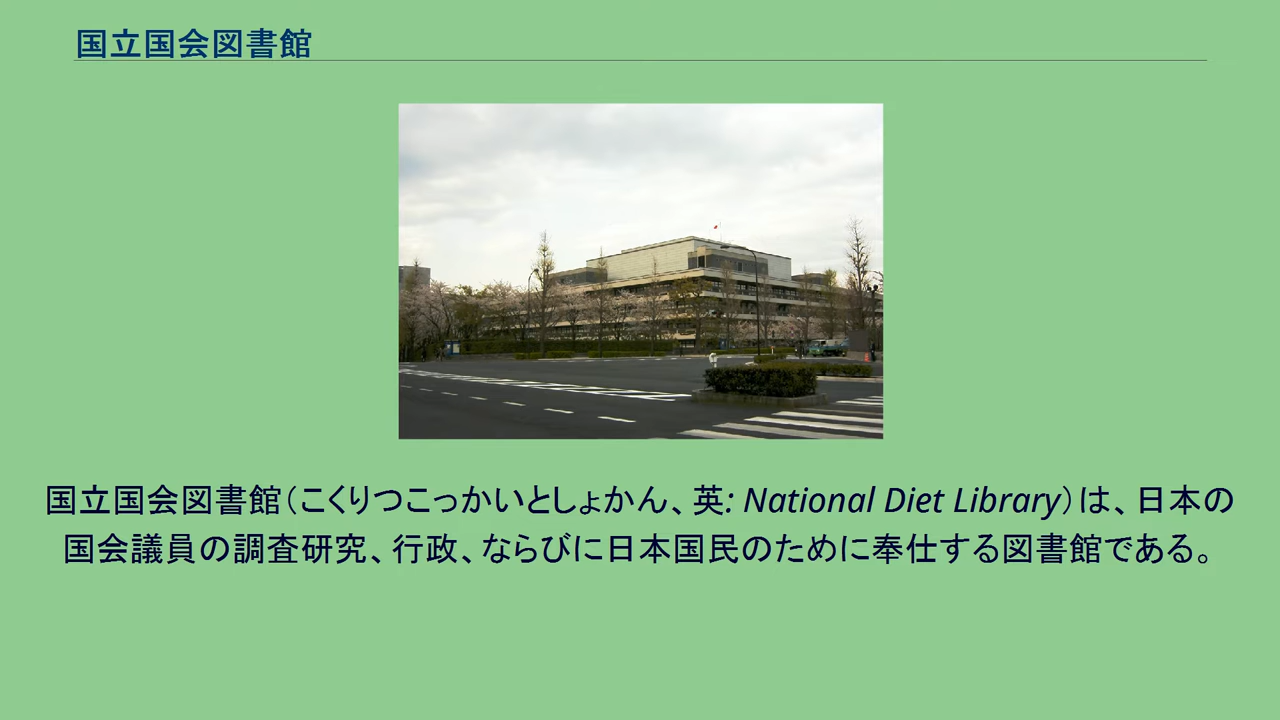 国立国会図書館
国立国会図書館（こくりつこっかいとしょかん、英: National Diet Library）は、日本の
国会議員の調査研究、行政、ならびに日本国民のために奉仕する図書館である。